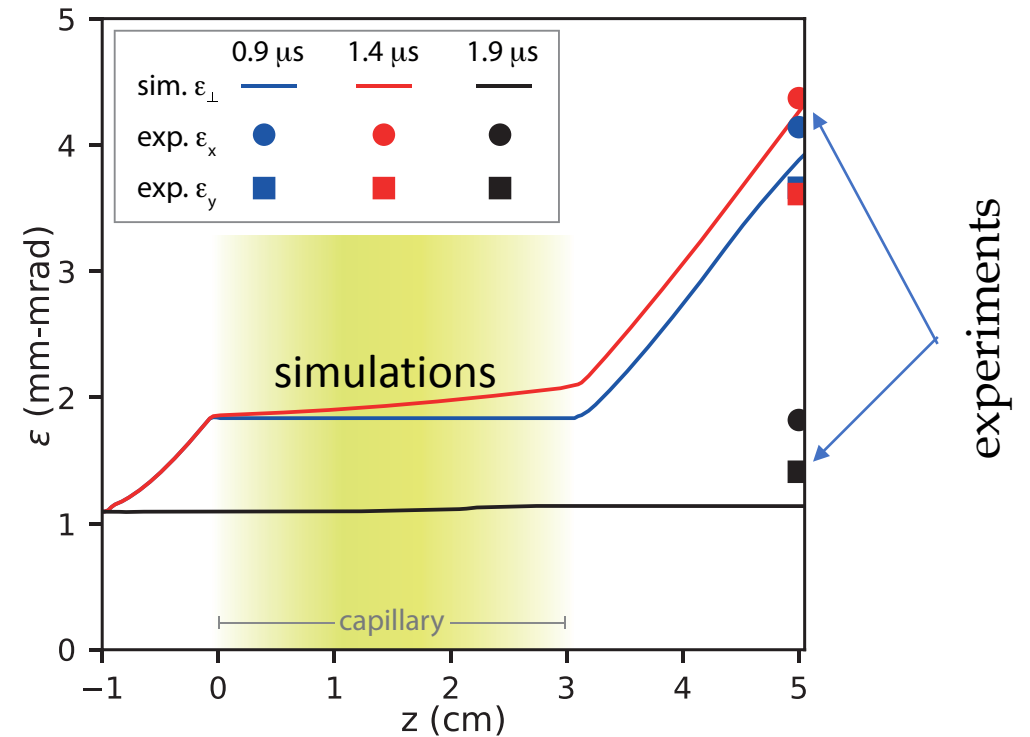 5
4
3
2
1
0
ε (mm-mrad)
0.9 μs 1.4 μs 1.9 μs
sim. ε⊥
exp. εx
exp. εy
simulations
capillary
−1 0 1 2 3 4 5
z (cm)
experiments